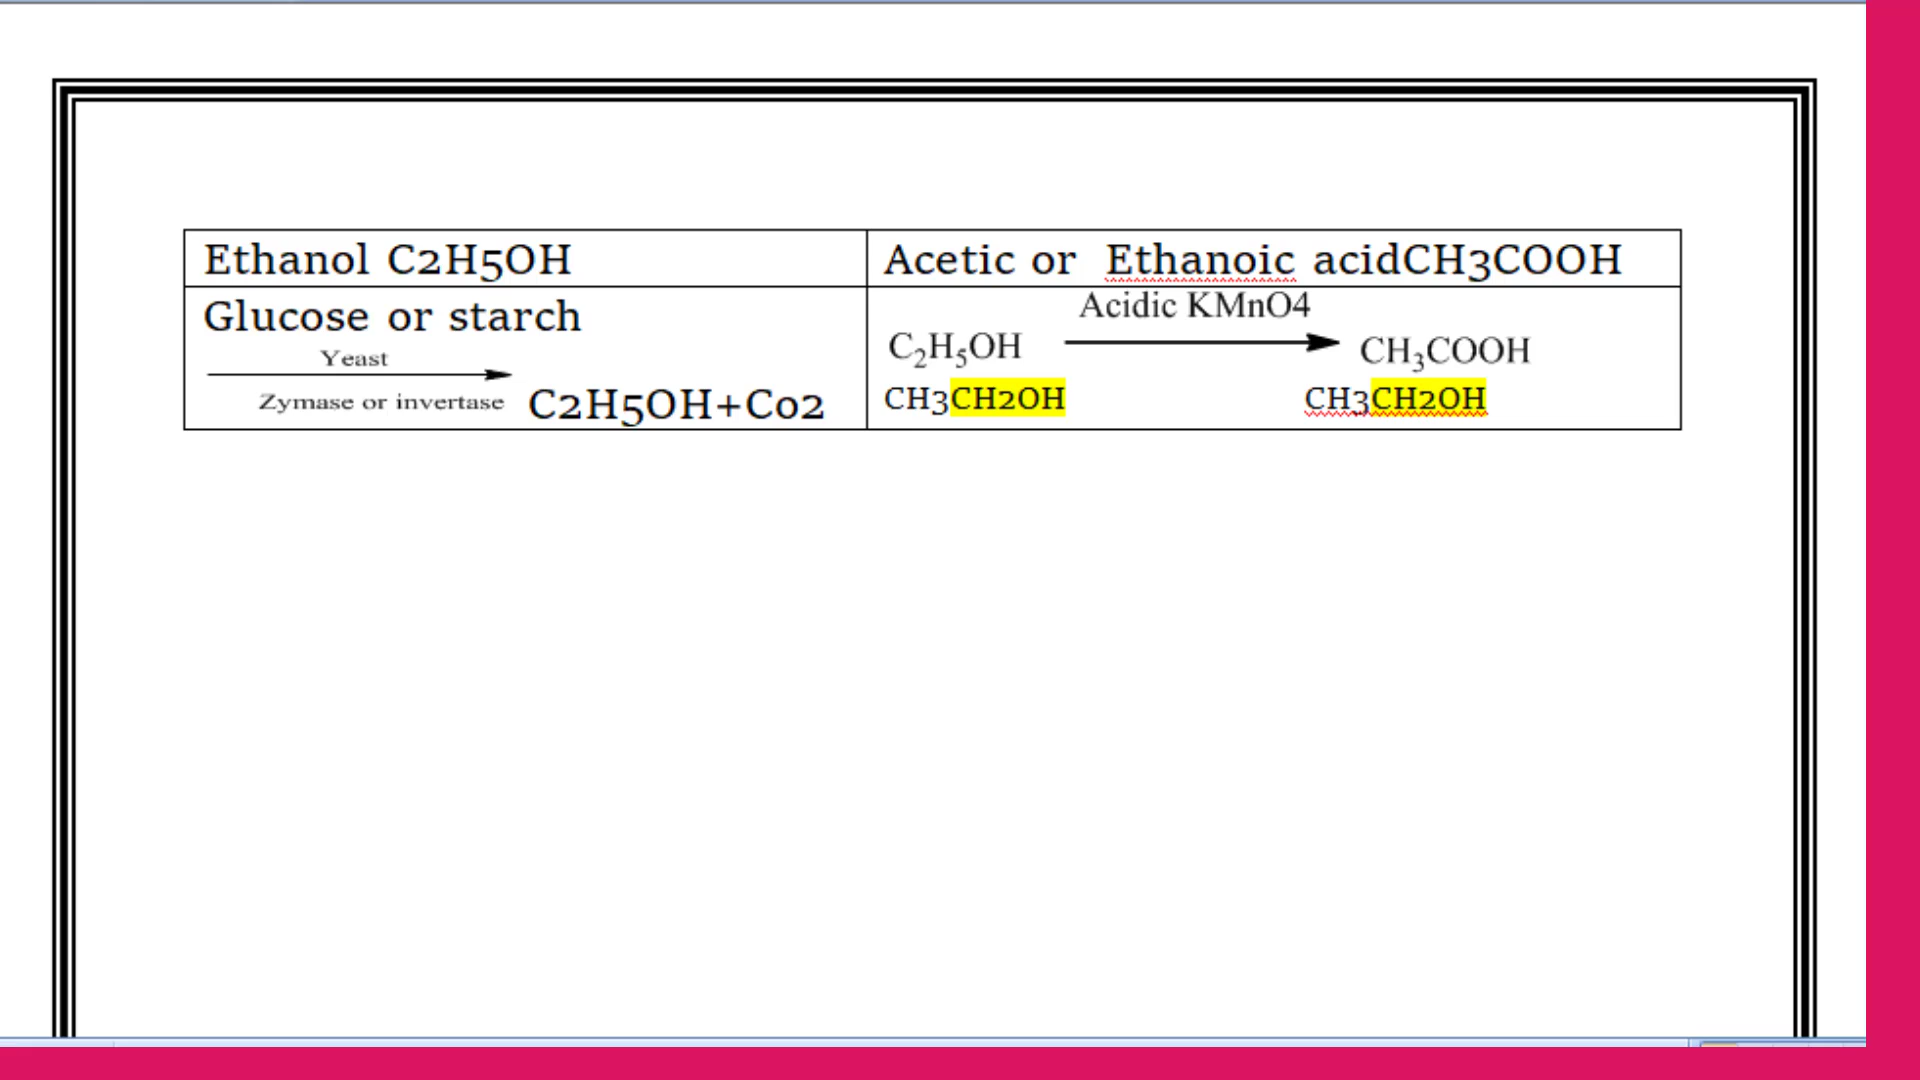 Ethanol C2H5OH
Acetic or Ethanoic acidCH3COOH
Glucose or starch
Yeast
Zymase or invertase C2H5OH+Co2
Acidic KMnO4
C₂H₅OH CH₃COOH
CH3CH2OH CH3CH2OH